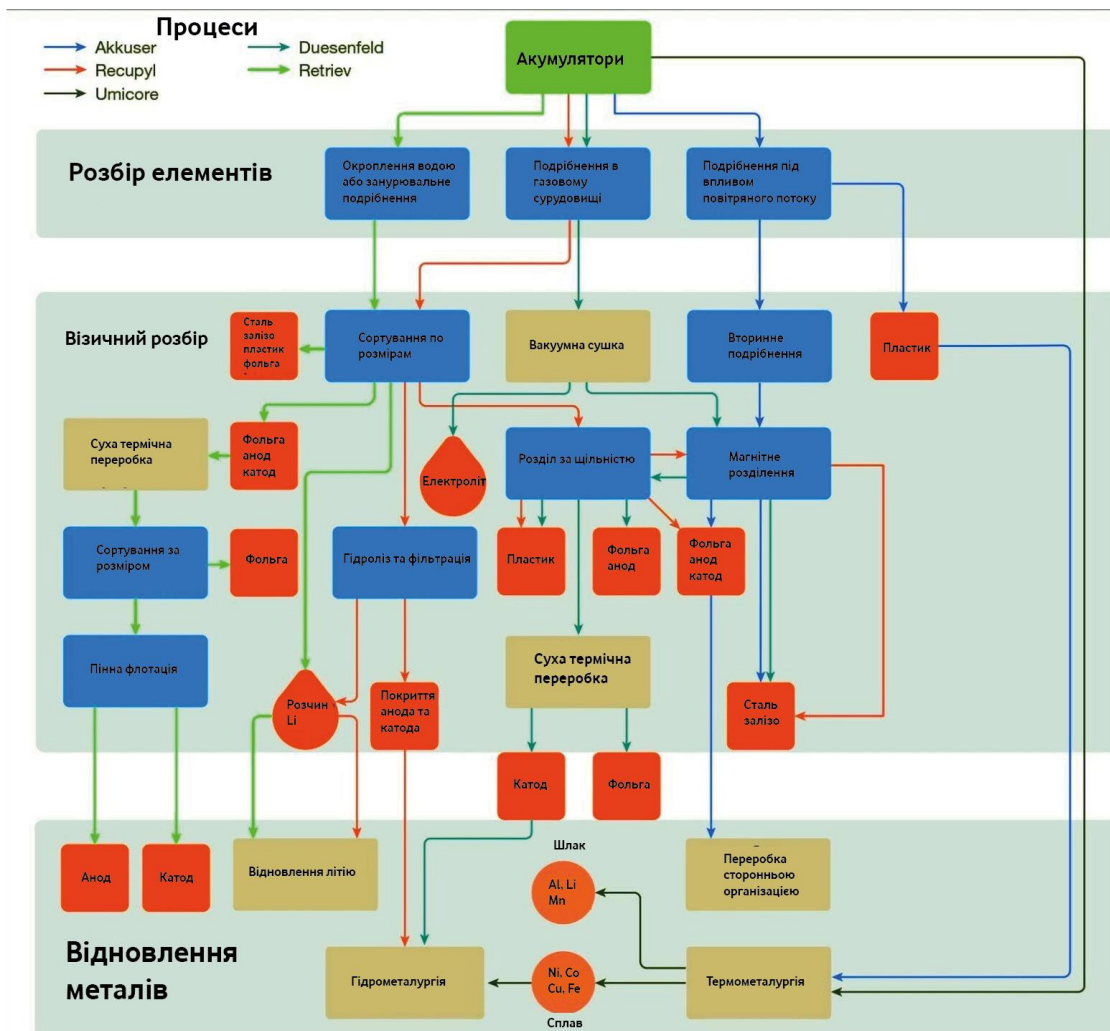 Процеси
Akkuser
Recupyl
Umicore
Duesenfeld
Retriev
Акумулятори
Розбір елементів
Окроплення водою
або занурювальне
подрібнення
Подрібнення в
газовому
сурудовищі
Подрібнення під
впливом
повітряного потоку
Візичний розбір
Сталь
залізо
пластик
фольга
Сортування по
розмірам
Вакуумна сушка
Вторинне
подрібнення
Пластик
Суха термічна
переробка
Фольга
анод
катод
Електроліт
Розділ за щільністю
Магнітне
розділення
Сортування за
розміром
Фольга
Гідроліз та фільтрація
Пластик
Фольга
анод
Фольга
анод
катод
Пінна флотація
Розчин
Li
Покриття
анода та
катода
Суха термічна
переробка
Сталь
залізо
Катод
Фольга
Анод
Катод
Відновлення літію
Шлак
Al. Li
Mn
Переробка
сторонньою
організацією
Відновлення
металів
Гідрометалургія
Ni. Co
Cu. Fe
Сплав
Термометалургія